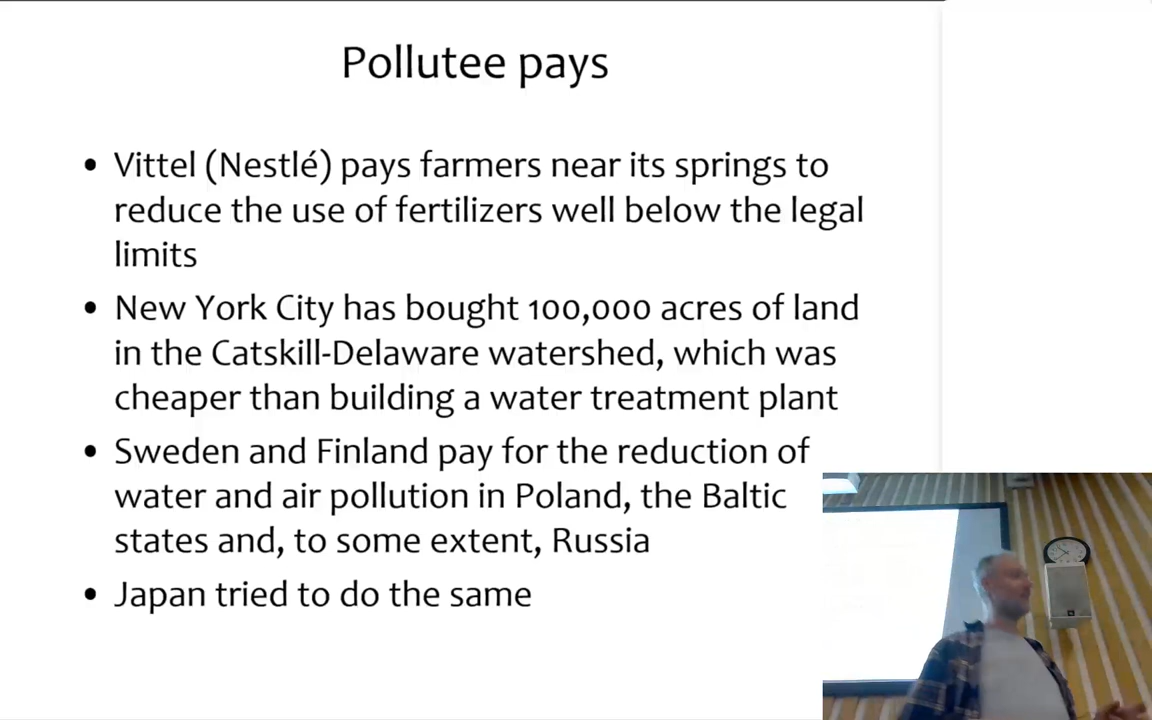 Pollutee pays
• Vittel (Nestlé) pays farmers near its springs to
reduce the use of fertilizers well below the legal
limits
• New York City has bought 100,000 acres of land
in the Catskill-Delaware watershed, which was
cheaper than building a water treatment plant
• Sweden and Finland pay for the reduction of
water and air pollution in Poland, the Baltic
states and, to some extent, Russia
• Japan tried to do the same